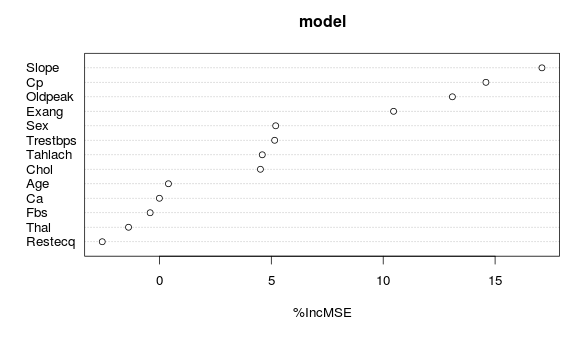 model
Slope
Cp
Oldpeak
Exang
Sex
Trestbps
Tahlach
Chol
Age
Ca
Fbs
Thal
Restecq
0 5 10 15
%IncMSE